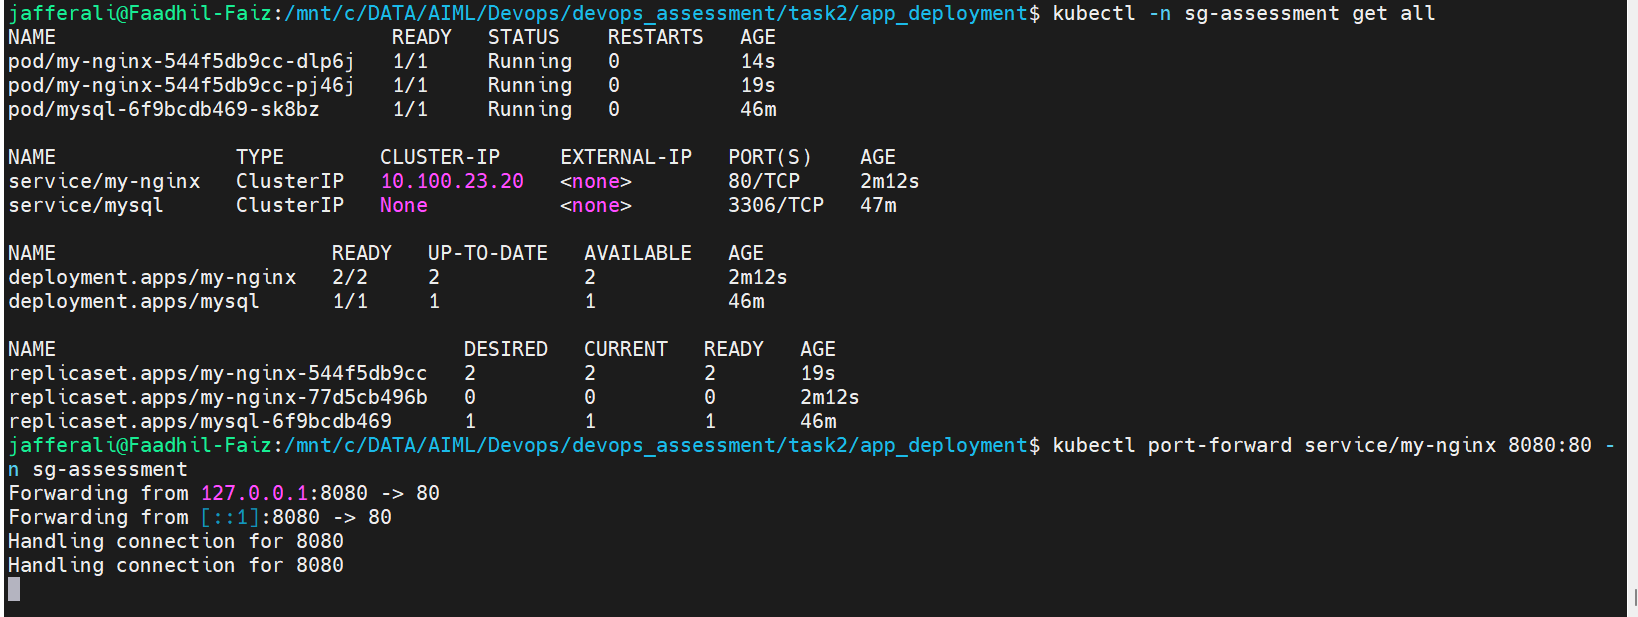 jafferali@Faadhil-Faiz:/mnt/c/DATA/AIML/Devops/devops_assessment/task2/app_deployment$ kubectl -n sg-assessment get all
NAME                            READY   STATUS    RESTARTS   AGE
pod/my-nginx-544f5db9cc-dlp6j   1/1     Running   0          14s
pod/my-nginx-544f5db9cc-pj46j   1/1     Running   0          19s
pod/mysql-6f9bcdb469-sk8bz      1/1     Running   0          46m
NAME               TYPE        CLUSTER-IP     EXTERNAL-IP   PORT(S)    AGE
service/my-nginx   ClusterIP   10.100.23.20   <none>        80/TCP     2m12s
service/mysql      ClusterIP   None           <none>        3306/TCP   47m
NAME                       READY   UP-TO-DATE   AVAILABLE   AGE
deployment.apps/my-nginx   2/2     2            2           2m12s
deployment.apps/mysql      1/1     1            1           46m
NAME                                  DESIRED   CURRENT   READY   AGE
replicaset.apps/my-nginx-544f5db9cc   2         2         2       19s
replicaset.apps/my-nginx-77d5cb496b   0         0         0       2m12s
replicaset.apps/mysql-6f9bcdb469      1         1         1       46m
jafferali@Faadhil-Faiz:/mnt/c/DATA/AIML/Devops/devops_assessment/task2/app_deployment$ kubectl port-forward service/my-nginx 8080:80 -
n sg-assessment
Forwarding from 127.0.0.1:8080 -> 80
Forwarding from [::1]:8080 -> 80
Handling connection for 8080
Handling connection for 8080